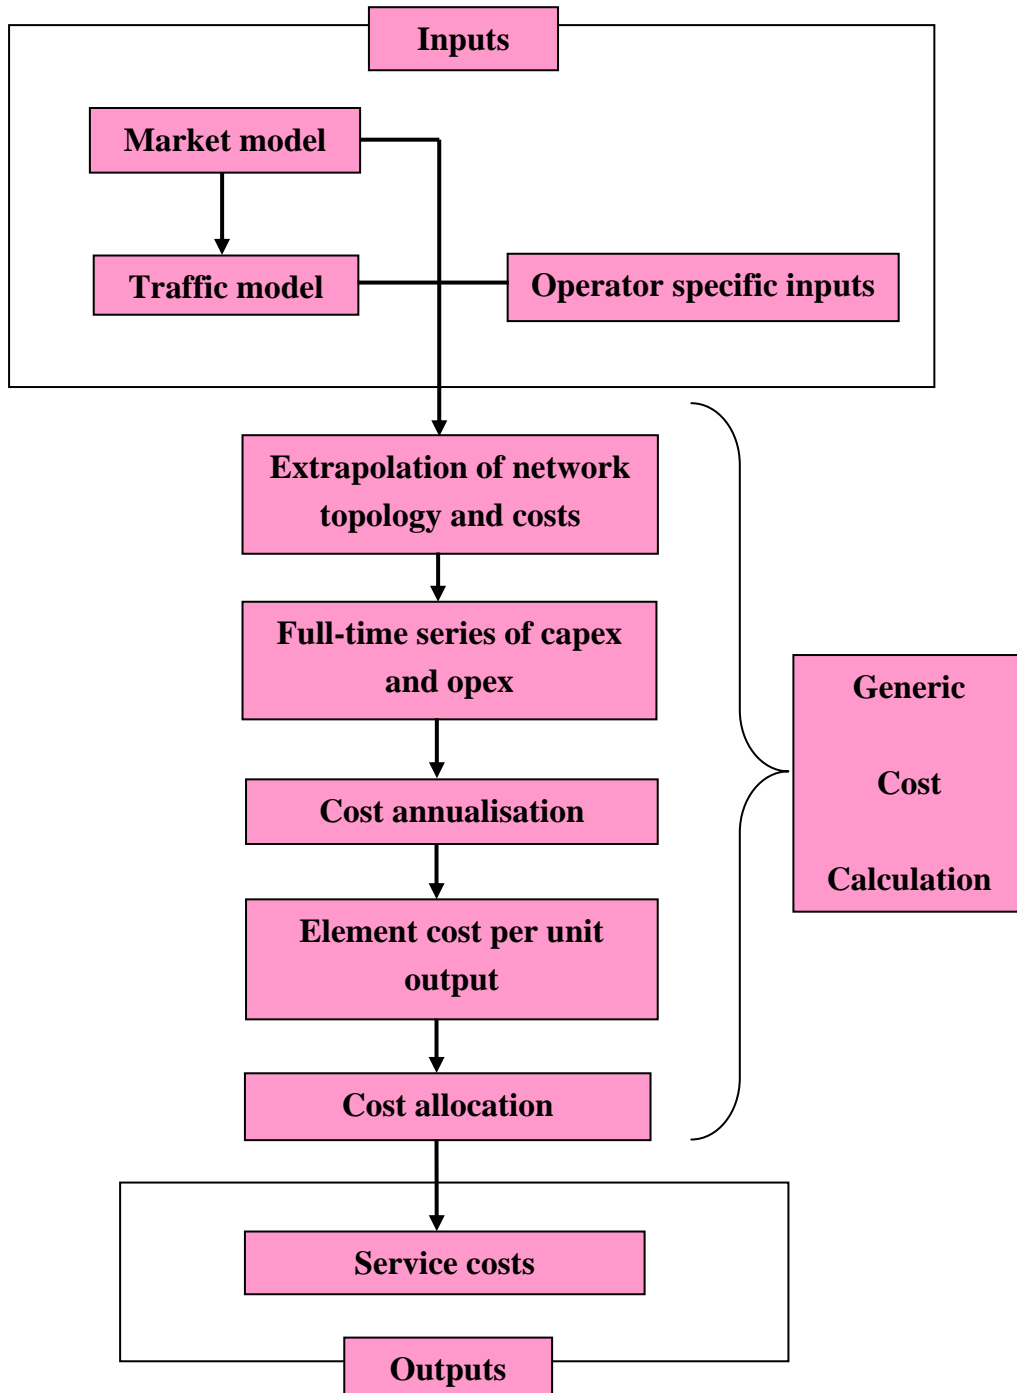 Inputs
Market model
Traffic model
Operator specific inputs
Extrapolation of network
topology and costs
Full-time series of capex
and opex
Cost annualisation
Element cost per unit
output
Cost allocation
Generic
Cost
Calculation
Service costs
Outputs